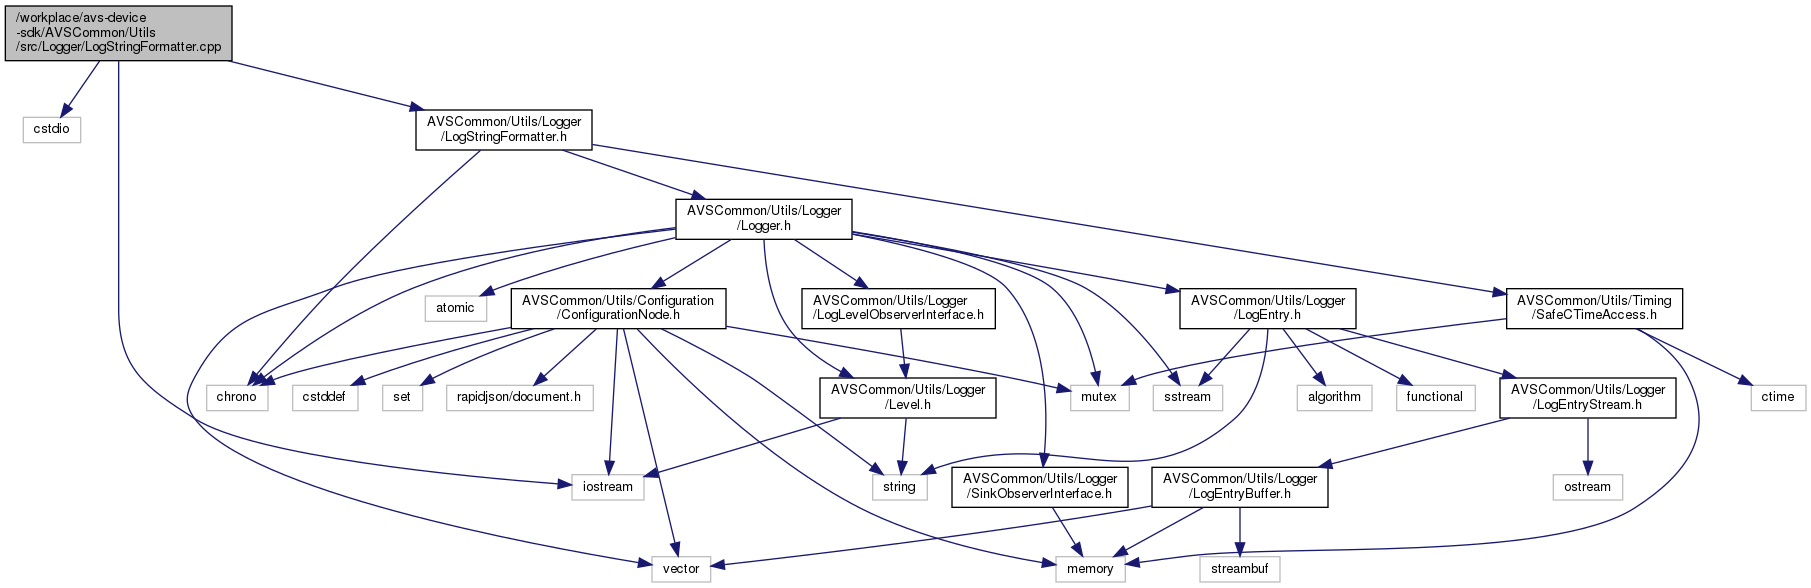 /workplace/avs-device
-sdk/AVSCommon/Utils
/src/Logger/LogStringFormatter.cpp
cstdio
AVSCommon/Utils/Logger
/LogStringFormatter.h
AVSCommon/Utils/Logger
/Logger.h
atomic
AVSCommon/Utils/Configuration
/ConfigurationNode.h
AVSCommon/Utils/Logger
/LogLevelObserverInterface.h
AVSCommon/Utils/Logger
/LogEntry.h
AVSCommon/Utils/Timing
/SafeCTimeAccess.h
chrono
cstddef
set
rapidjson/document.h
AVSCommon/Utils/Logger
/Level.h
mutex
sstream
algorithm
functional
AVSCommon/Utils/Logger
/LogEntryStream.h
ctime
iostream
string
AVSCommon/Utils/Logger
/SinkObserverInterface.h
AVSCommon/Utils/Logger
/LogEntryBuffer.h
ostream
vector
memory
streambuf